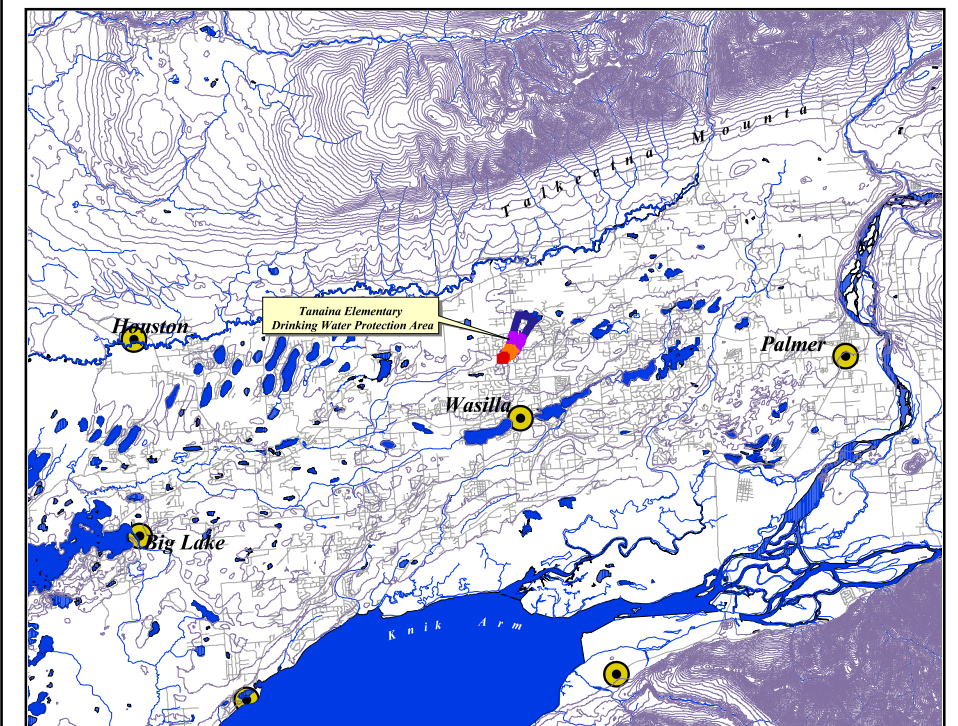 Talkeetna Mounta
Tanaina Elementary
Drinking Water Protection Area
Houston
Palmer
Wasilla
Big Lake
Knik Arm